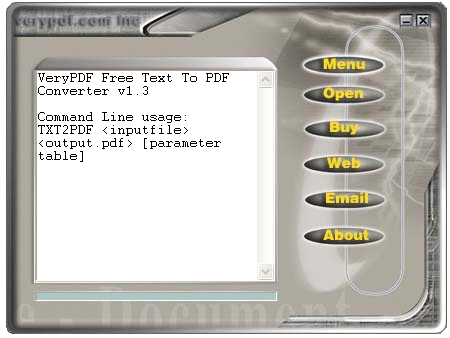 verypdf.com Inc
VeryPDF Free Text To PDF
Converter v1.3
Command Line usage:
TXT2PDF <inputfile>
<output.pdf> [parameter
table]
Menu
Open
Buy
Web
Email
About
e - Document